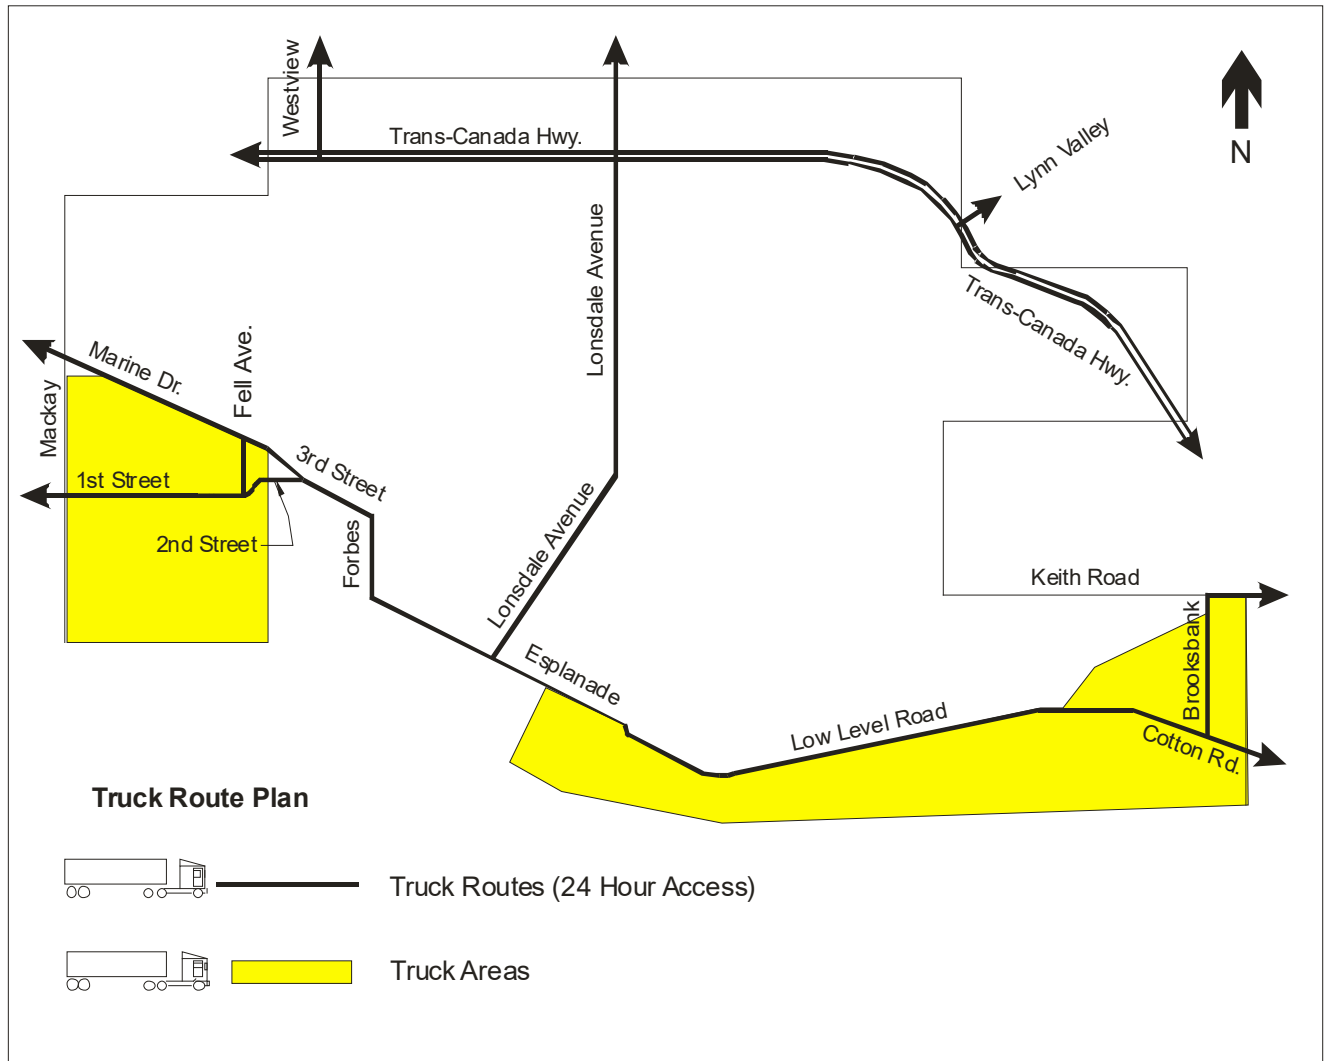 Westview
Trans-Canada Hwy.
Lynn Valley
N
Lonsdale Avenue
Trans-Canada Hwy.
Marine Dr.
Fell Ave.
Mackay
3rd Street
1st Street
2nd Street
Forbes
Lonsdale Avenue
Keith Road
Brooksbank
Esplanade
Low Level Road
Cotton Rd.
Truck Route Plan
Truck Routes (24 Hour Access)
Truck Areas